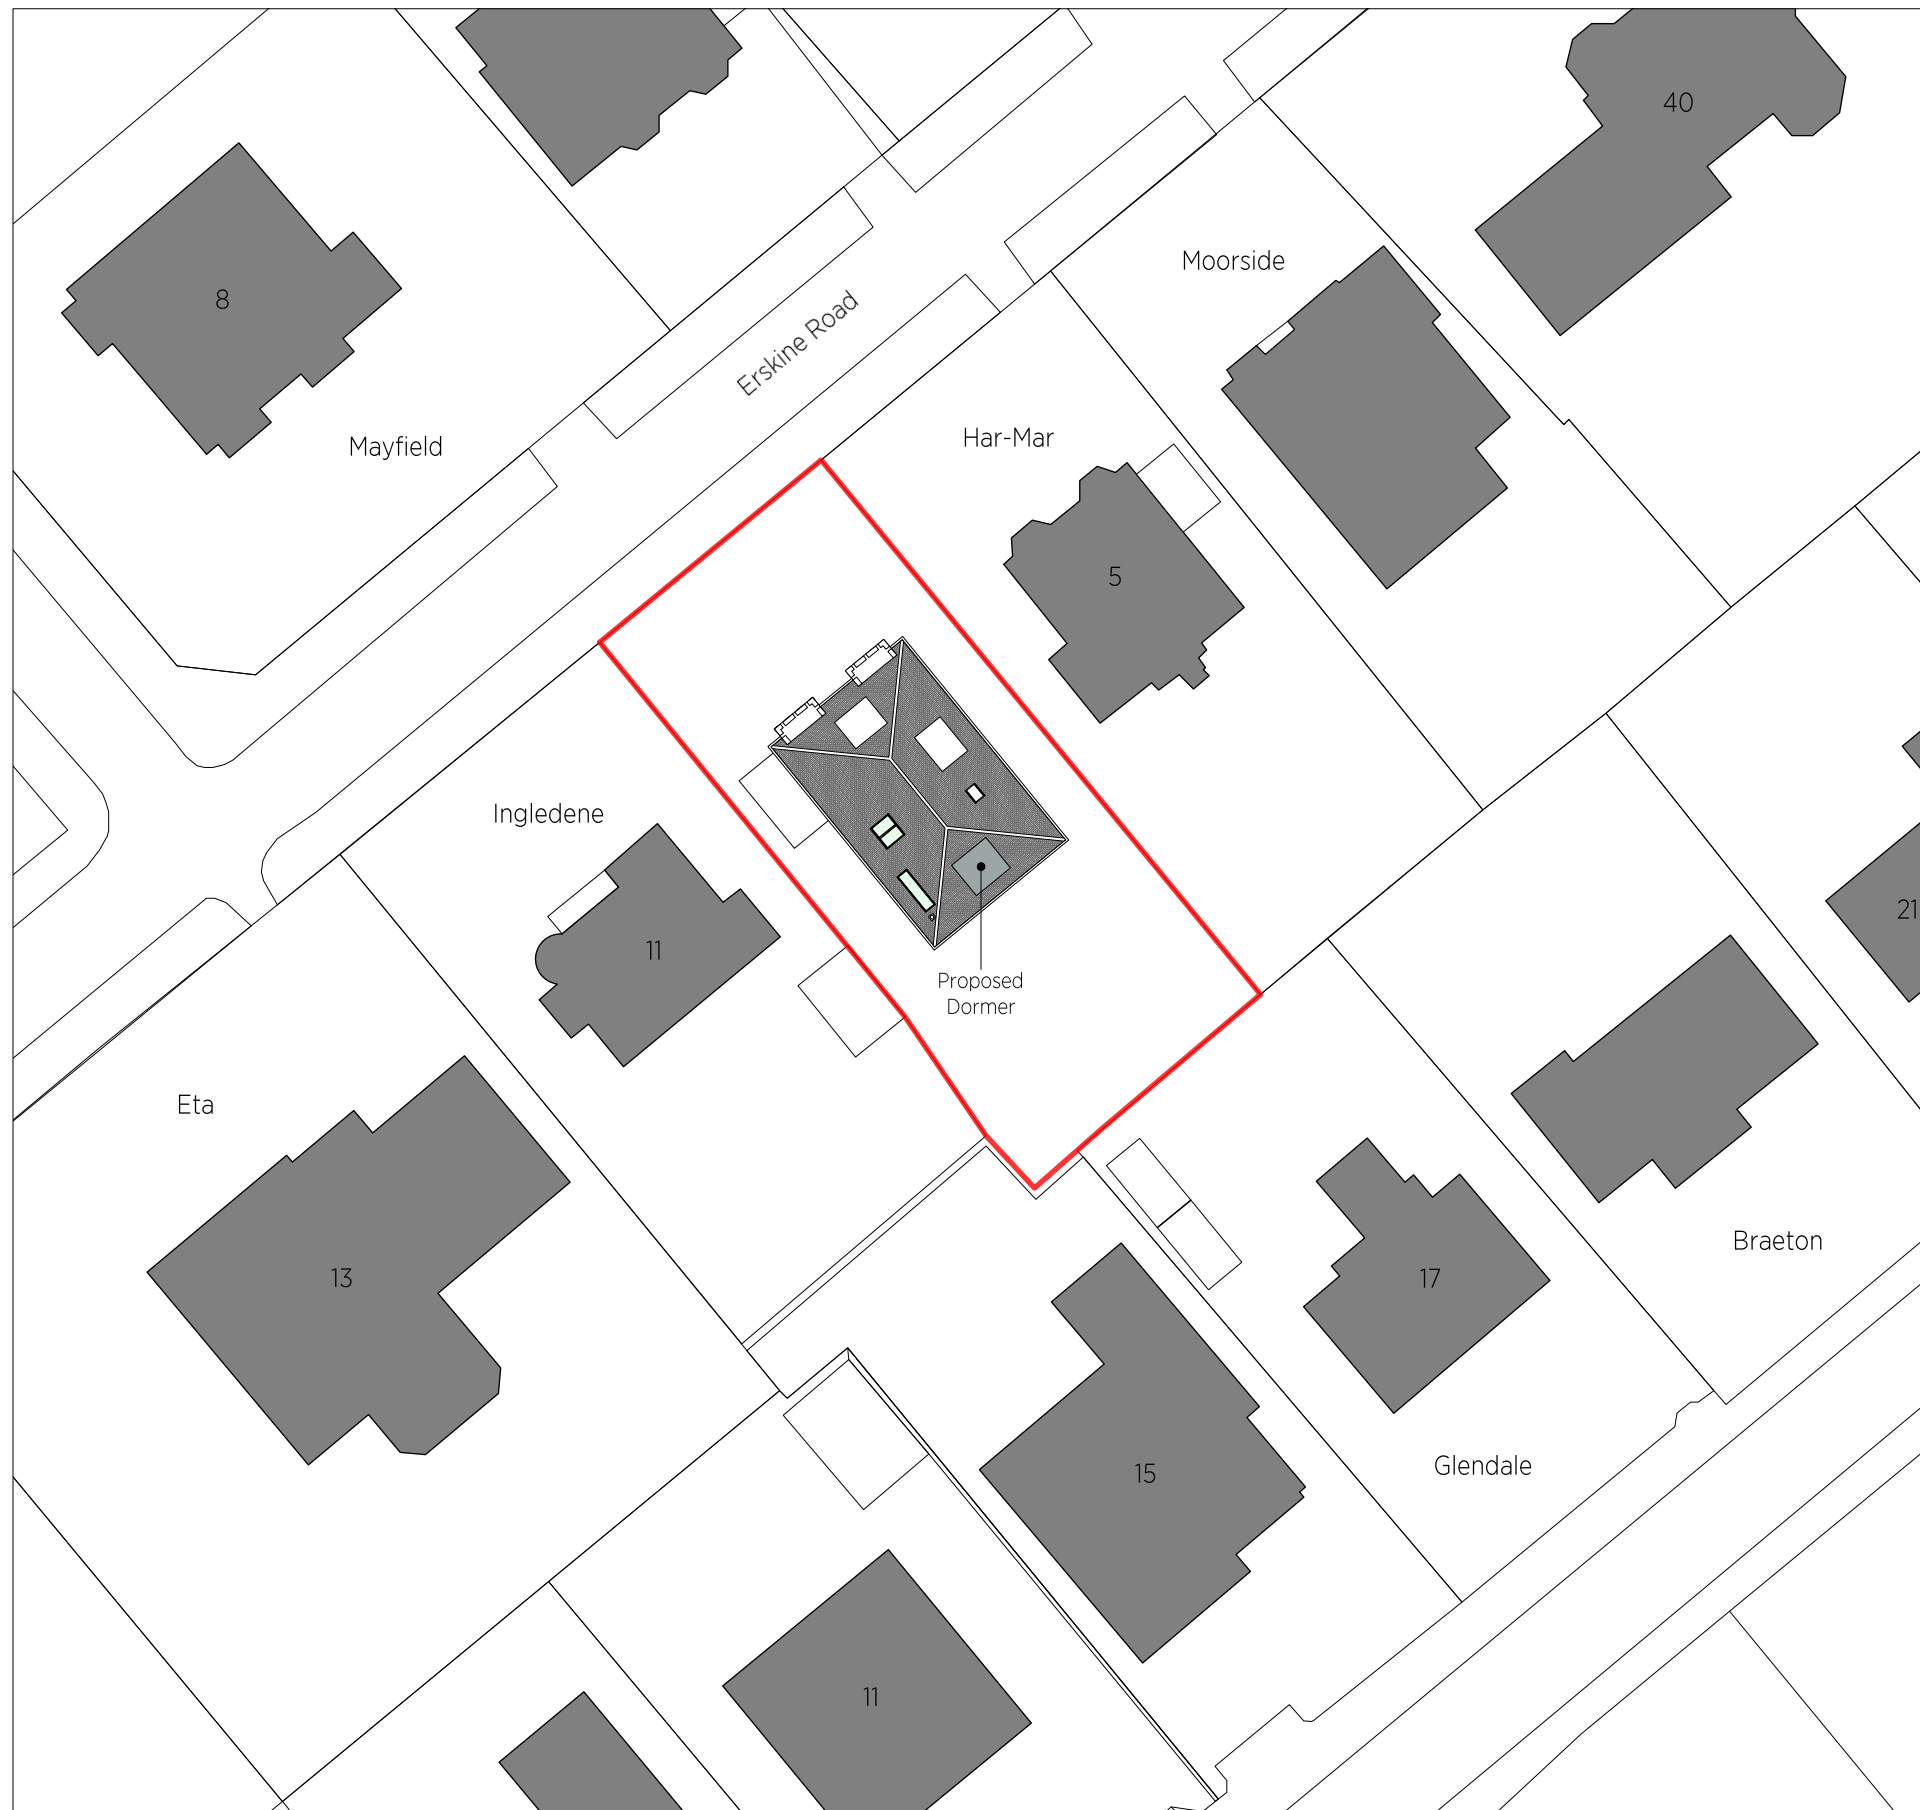 40
Moorside
8
Erskine Road
Har-Mar
Mayfield
5
Ingledene
21
11
Proposed
Dormer
Eta
Braeton
13
17
Glendale
15
11